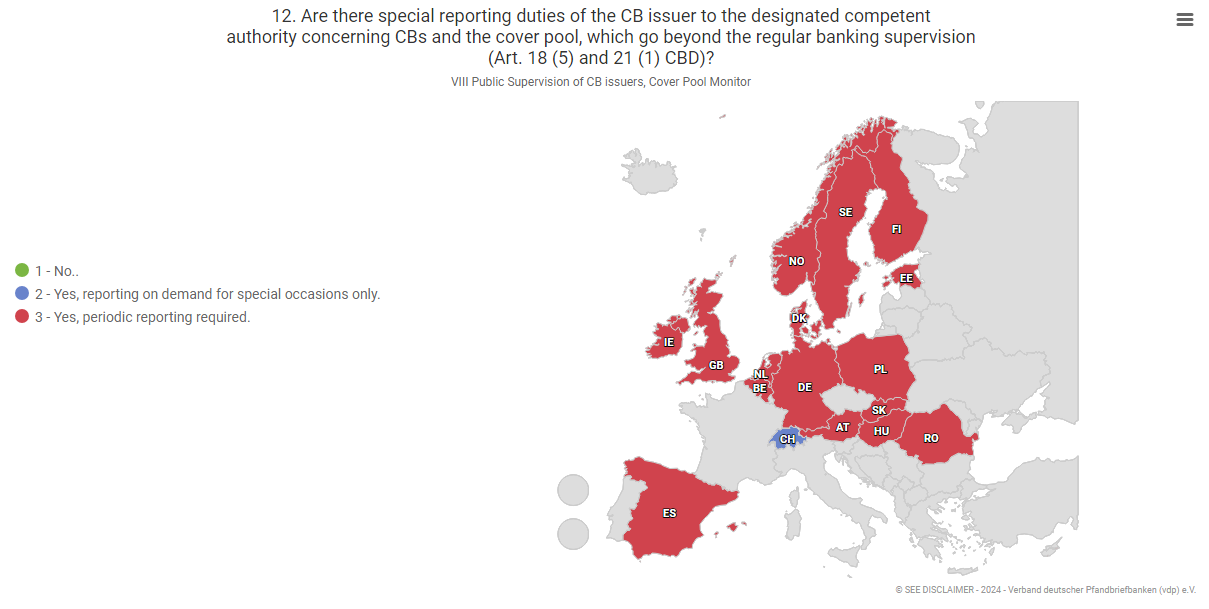 12. Are there special reporting duties of the CB issuer to the designated competent
authority concerning CBs and the cover pool, which go beyond the regular banking supervision
(Art. 18 (5) and 21 (1) CBD)?
VIII Public Supervision of CB issuers, Cover Pool Monitor
1 - No..
2 - Yes, reporting on demand for special occasions only.
3 - Yes, periodic reporting required.
SE
FI
NO
EE
DK
IE
GB
NL
BE
DE
PL
SK
AT
HU
CH
RO
ES
© SEE DISCLAIMER - 2024 - Verband deutscher Pfandbriefbanken (vdp) e.V.